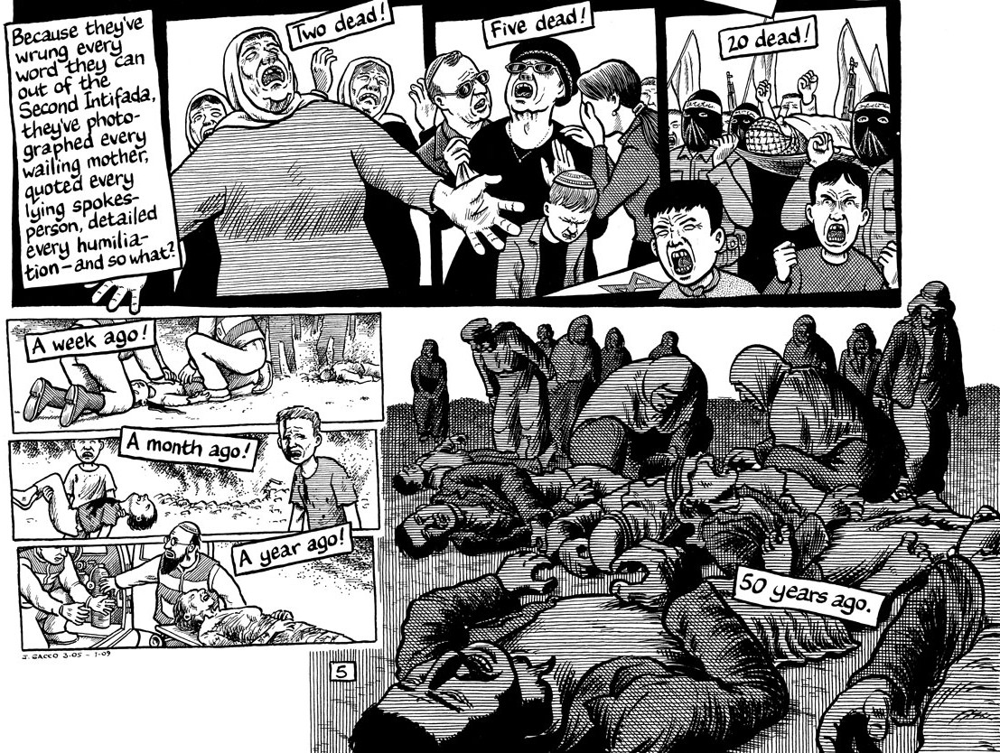 Because they've
wrung every
word they can
out of the
Second Intifada,
they've photo-
graphed every
wailing mother,
quoted every
lying spokes-
person, detailed
every humilia-
tion – and so what?
Two dead!
Five dead!
20 dead!
A week ago!
A month ago!
A year ago!
50 years ago.
J. SACCO 3.05 - 1.09
5